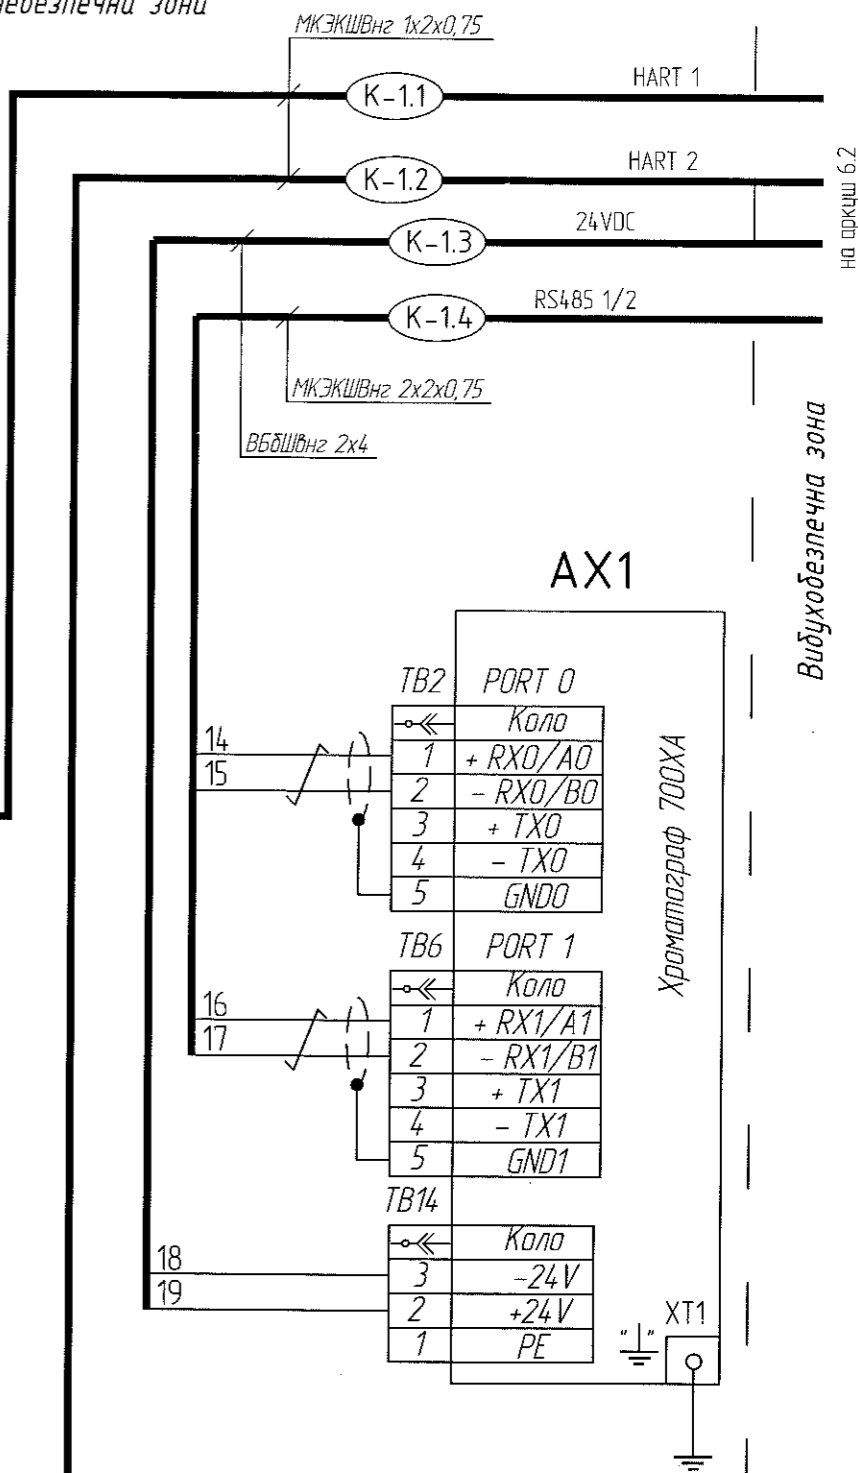 зона
МКЭКШВнг 1х2х0,75
К-1.1
HART 1
К-1.2
HART 2
К-1.3
24VDC
К-1.4
RS485 1/2
на аркуш 6.2
МКЭКШВнг 2х2х0,75
ВБбШВнг 2х4
Вибухобезпечна зона
AX1
TB2 PORT 0
Коло
14 1 + RX0/A0
15 2 - RX0/B0
3 + TX0
4 - TX0
5 GND0
Хроматограф 700ХА
TB6 PORT 1
Коло
16 1 + RX1/A1
17 2 - RX1/B1
3 + TX1
4 - TX1
5 GND1
TB14
Коло
18 3 -24V
19 2 +24V
1 PE
XT1
" "